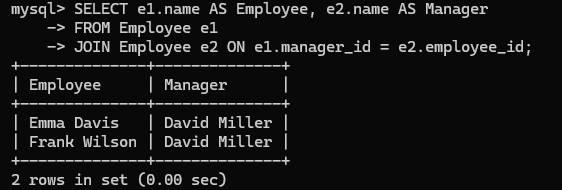 mysql> SELECT e1.name AS Employee, e2.name AS Manager
    -> FROM Employee e1
    -> JOIN Employee e2 ON e1.manager_id = e2.employee_id;
+--------------+--------------+
| Employee     | Manager      |
+--------------+--------------+
| Emma Davis   | David Miller |
| Frank Wilson | David Miller |
+--------------+--------------+
2 rows in set (0.00 sec)